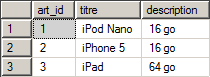 art_id titre description
1 1 iPod Nano 16 go
2 2 iPhone 5 16 go
3 3 iPad 64 go